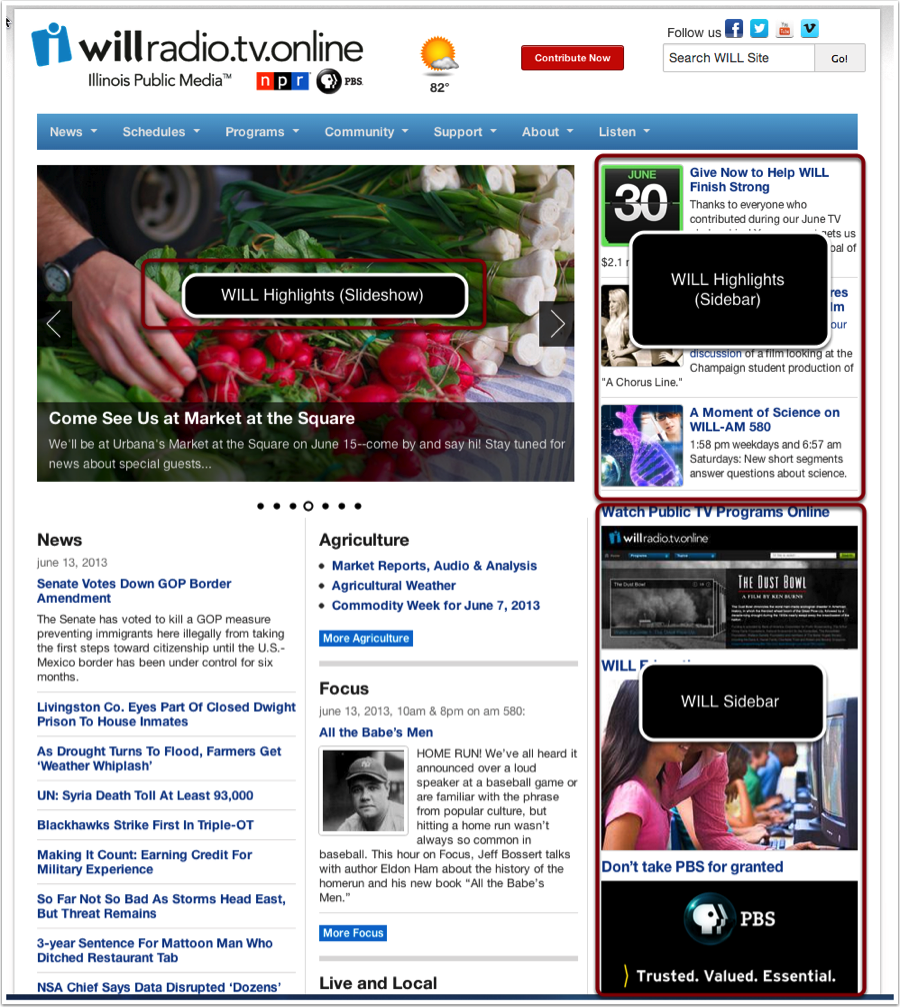 willradio.tv.online
Illinois Public Media™
npr
PBS
82°
Contribute Now
Follow us
You Tube
Search WILL Site
Go!
News
Schedules
Programs
Community
Support
About
Listen
WILL Highlights (Slideshow)
Come See Us at Market at the Square
We'll be at Urbana's Market at the Square on June 15--come by and say hi! Stay tuned for
news about special guests...
JUNE
30
Give Now to Help WILL
Finish Strong
Thanks to everyone who
contributed during our June TV
ets us
al of
$2.1
WILL Highlights
(Sidebar)
res
lm
our
discussion of a film looking at the
Champaign student production of
"A Chorus Line."
A Moment of Science on
WILL-AM 580
1:58 pm weekdays and 6:57 am
Saturdays: New short segments
answer questions about science.
News
june 13, 2013
Senate Votes Down GOP Border
Amendment
The Senate has voted to kill a GOP measure
preventing immigrants here illegally from taking
the first steps toward citizenship until the U.S.-
Mexico border has been under control for six
months.
Livingston Co. Eyes Part Of Closed Dwight
Prison To House Inmates
As Drought Turns To Flood, Farmers Get
‘Weather Whiplash’
UN: Syria Death Toll At Least 93,000
Blackhawks Strike First In Triple-OT
Making It Count: Earning Credit For
Military Experience
So Far Not So Bad As Storms Head East,
But Threat Remains
3-year Sentence For Mattoon Man Who
Ditched Restaurant Tab
NSA Chief Says Data Disrupted ‘Dozens’
Agriculture
Market Reports, Audio & Analysis
Agricultural Weather
Commodity Week for June 7, 2013
More Agriculture
Focus
june 13, 2013, 10am & 8pm on am 580:
All the Babe's Men
HOME RUN! We've all heard it
announced over a loud
speaker at a baseball game or
are familiar with the phrase
from popular culture, but
hitting a home run wasn't
always so common in
baseball. This hour on Focus, Jeff Bossert talks
with author Eldon Ham about the history of the
homerun and his new book “All the Babe's
Men.”
More Focus
Live and Local
Watch Public TV Programs Online
willradio.tv.online
Programs
Topics
The Dust Bowl
THE DUST BOWL
A FILM BY KEN BURNS
WILL
WILL Sidebar
Don't take PBS for granted
PBS
Trusted. Valued. Essential.